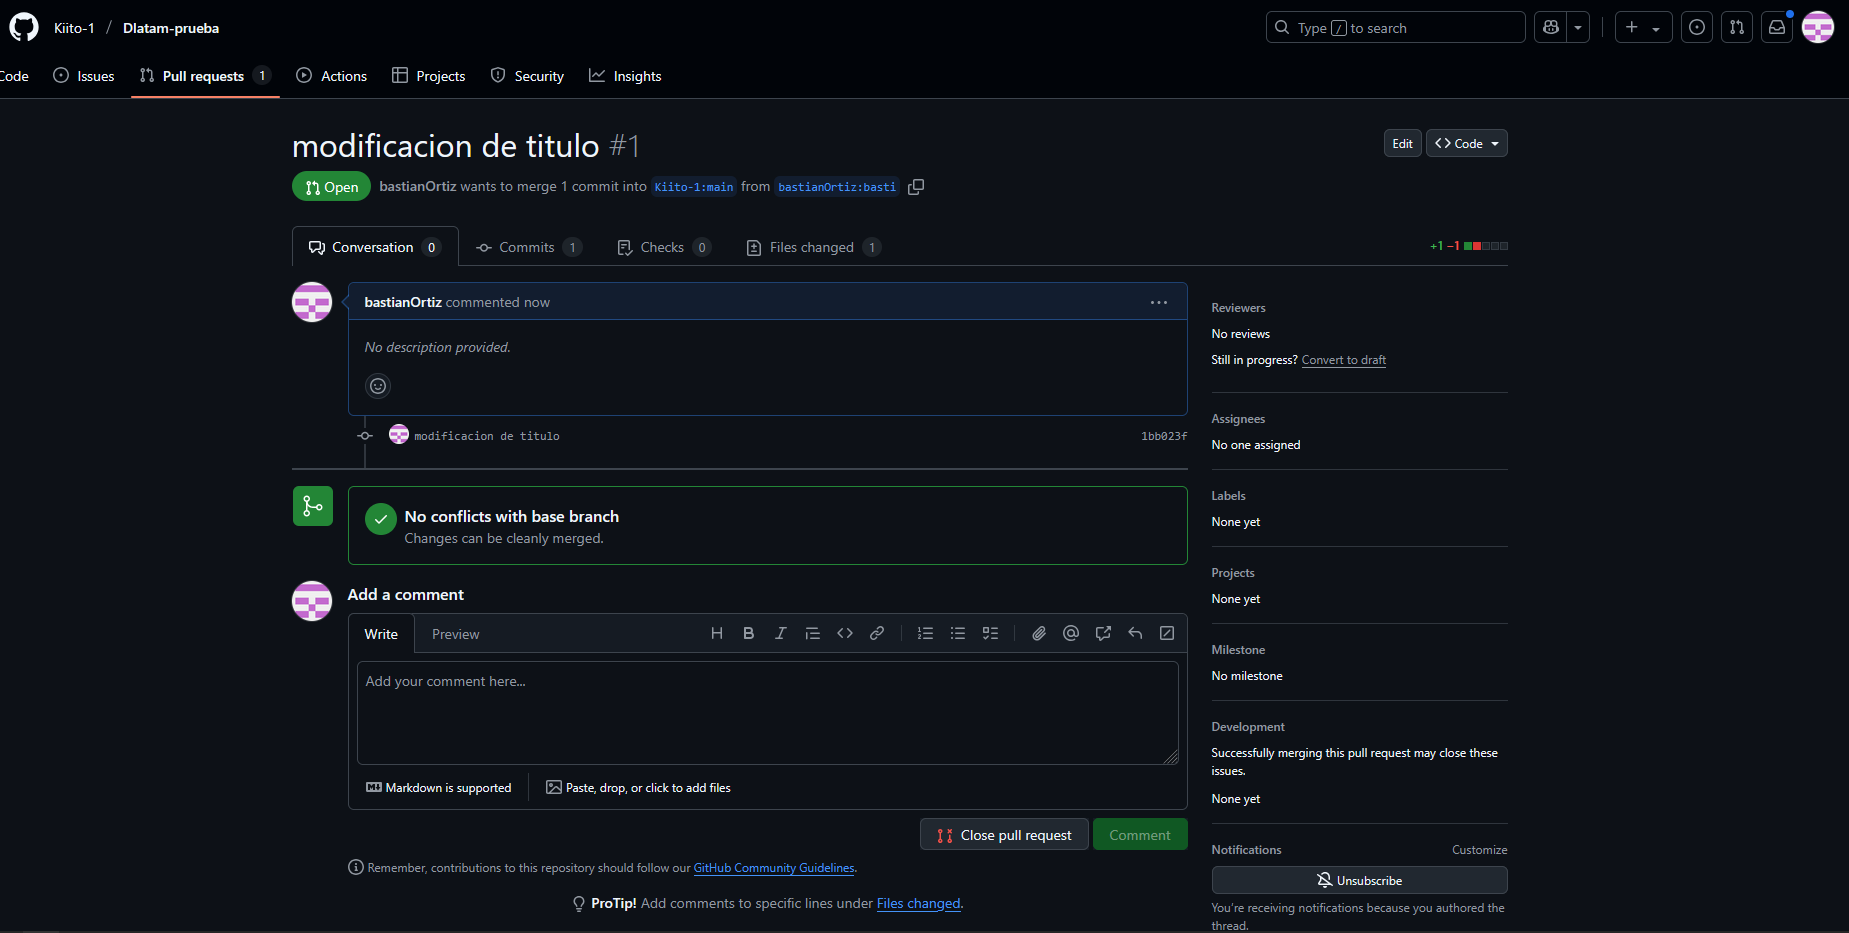 Kiito-1 / Dlatam-prueba
Type / to search
Code
Issues
Pull requests 1
Actions
Projects
Security
Insights
modificacion de titulo #1
Edit
Code
Open
bastianOrtiz wants to merge 1 commit into Kiito-1:main from bastianOrtiz:basti
Conversation 0
Commits 1
Checks 0
Files changed 1
+1 −1
bastianOrtiz commented now
No description provided.
modificacion de titulo
1bb023f
No conflicts with base branch
Changes can be cleanly merged.
Add a comment
Write
Preview
H B I
Add your comment here...
Markdown is supported
Paste, drop, or click to add files
Close pull request
Comment
Remember, contributions to this repository should follow our GitHub Community Guidelines.
ProTip! Add comments to specific lines under Files changed.
Reviewers
No reviews
Still in progress? Convert to draft
Assignees
No one assigned
Labels
None yet
Projects
None yet
Milestone
No milestone
Development
Successfully merging this pull request may close these
issues.
None yet
Notifications
Customize
Unsubscribe
You're receiving notifications because you authored the
thread.